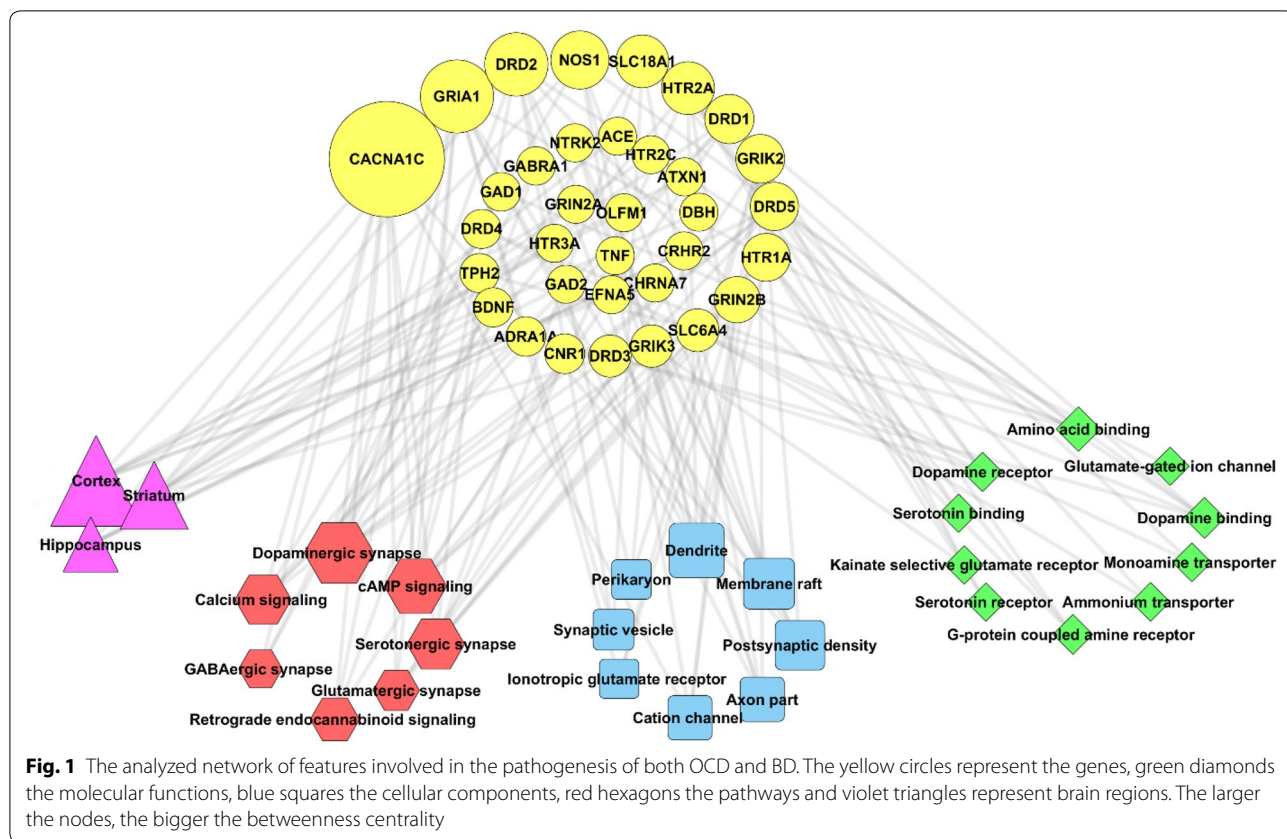 DRD2
NOS1
SLC18A1
GRIA1
HTR2A
DRD1
CACNA1C
NTRK2
ACE
HTR2C
GRIK2
GABRA1
ATXN1
GAD1
GRIN2A
OLFM1
DBH
DRD5
DRD4
HTR3A
TNF
CRHR2
HTR1A
TPH2
GAD2
EFNA5
CHRNA7
BDNF
GRIN2B
ADRA1A
CNR1
DRD3
GRIK3
SLC6A4
Cortex
Striatum
Hippocampus
Dopaminergic synapse
cAMP signaling
Calcium signaling
Serotonergic synapse
GABAergic synapse
Glutamatergic synapse
Retrograde endocannabinoid signaling
Dendrite
Perikaryon
Membrane raft
Synaptic vesicle
Postsynaptic density
Ionotropic glutamate receptor
Axon part
Cation channel
Amino acid binding
Dopamine receptor
Glutamate-gated ion channel
Serotonin binding
Dopamine binding
Kainate selective glutamate receptor
Monoamine transporter
Serotonin receptor
Ammonium transporter
G-protein coupled amine receptor
Fig. 1 The analyzed network of features involved in the pathogenesis of both OCD and BD. The yellow circles represent the genes, green diamonds
the molecular functions, blue squares the cellular components, red hexagons the pathways and violet triangles represent brain regions. The larger
the nodes, the bigger the betweenness centrality